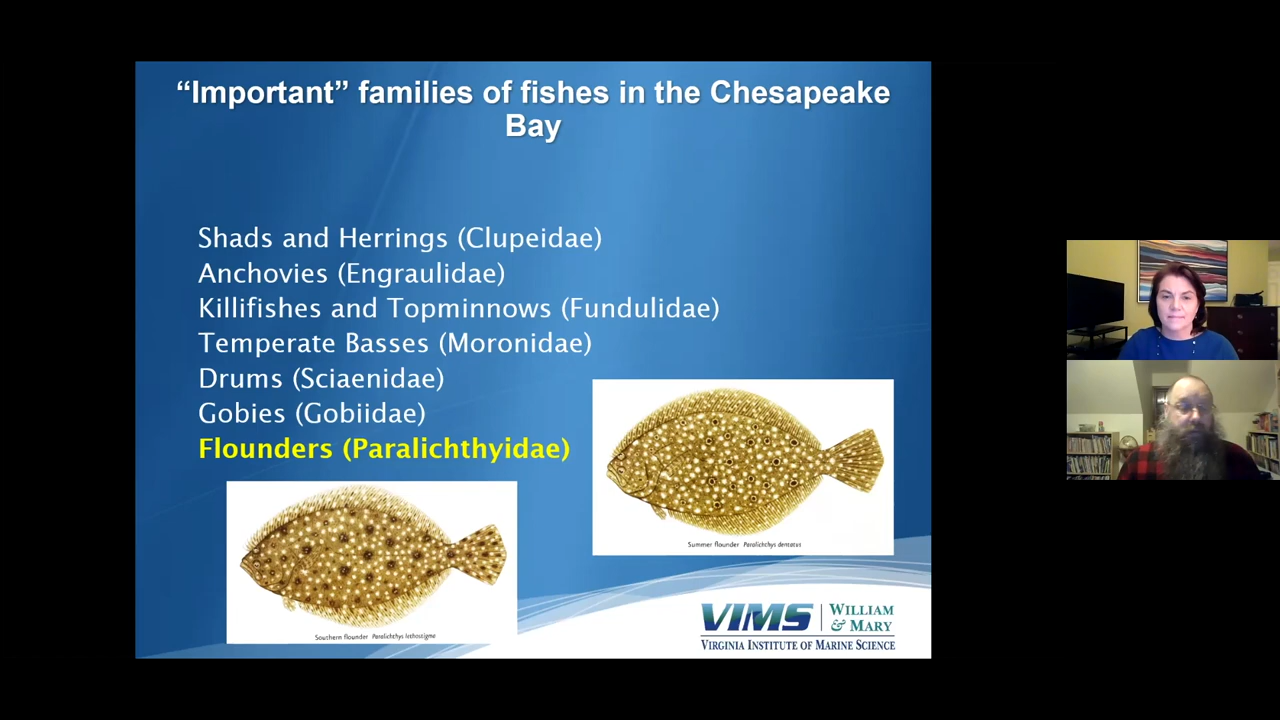 “Important” families of fishes in the Chesapeake
Bay
Shads and Herrings (Clupeidae)
Anchovies (Engraulidae)
Killifishes and Topminnows (Fundulidae)
Temperate Basses (Moronidae)
Drums (Sciaenidae)
Gobies (Gobiidae)
Flounders (Paralichthyidae)
Summer flounder Paralichthys dentatus
Southern flounder Paralichthys lethostigma
VIMS
WILLIAM
& MARY
VIRGINIA INSTITUTE OF MARINE SCIENCE